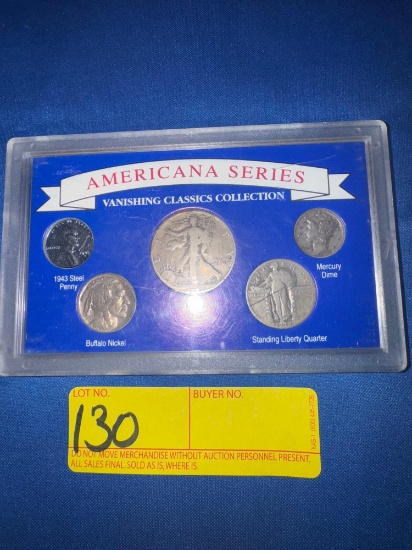 AMERICANA SERIES
VANISHING CLASSICS COLLECTION
1943 Steel
Penny
Mercury
Dime
Buffalo Nickel
Standing Liberty Quarter
LOT NO.
BUYER NO.
130
DO NOT MOVE MERCHANDISE WITHOUT AUCTION PERSONNEL PRESENT,
ALL SALES FINAL. SOLD AS IS, WHERE IS.